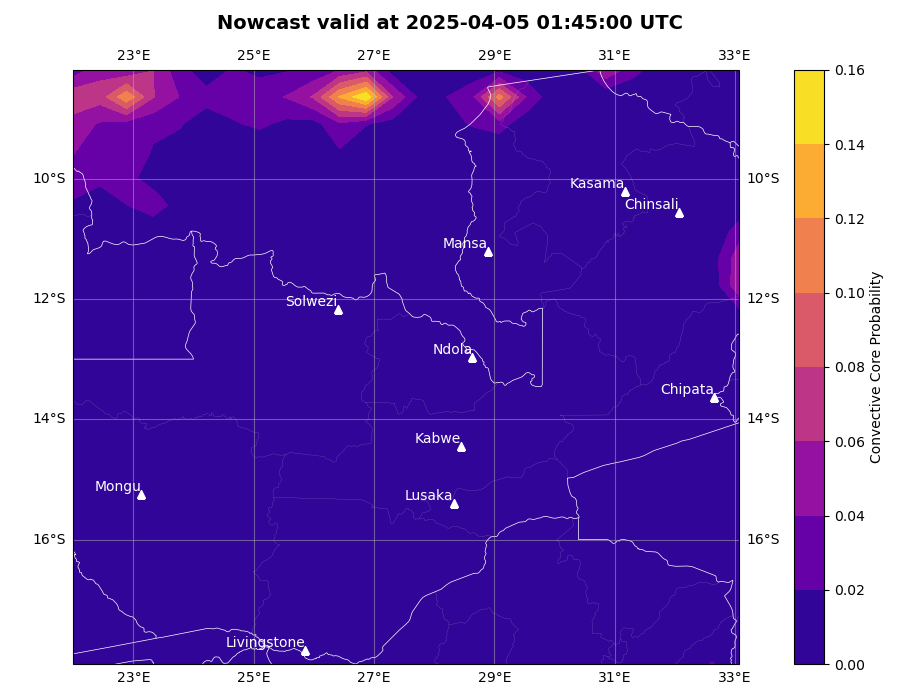 Nowcast valid at 2025-04-05 01:45:00 UTC
23°E 25°E 27°E 29°E 31°E 33°E
0.16
0.14
10°S Kasama 10°S
Chinsali
0.12
Mansa
12°S 0.10 12°S
Solwezi
Ndola
0.08
Chipata
14°S 14°S
Kabwe
0.06
Mongu
Lusaka
0.04
16°S 16°S
0.02
Livingstone
0.00
23°E 25°E 27°E 29°E 31°E 33°E
Convective Core Probability